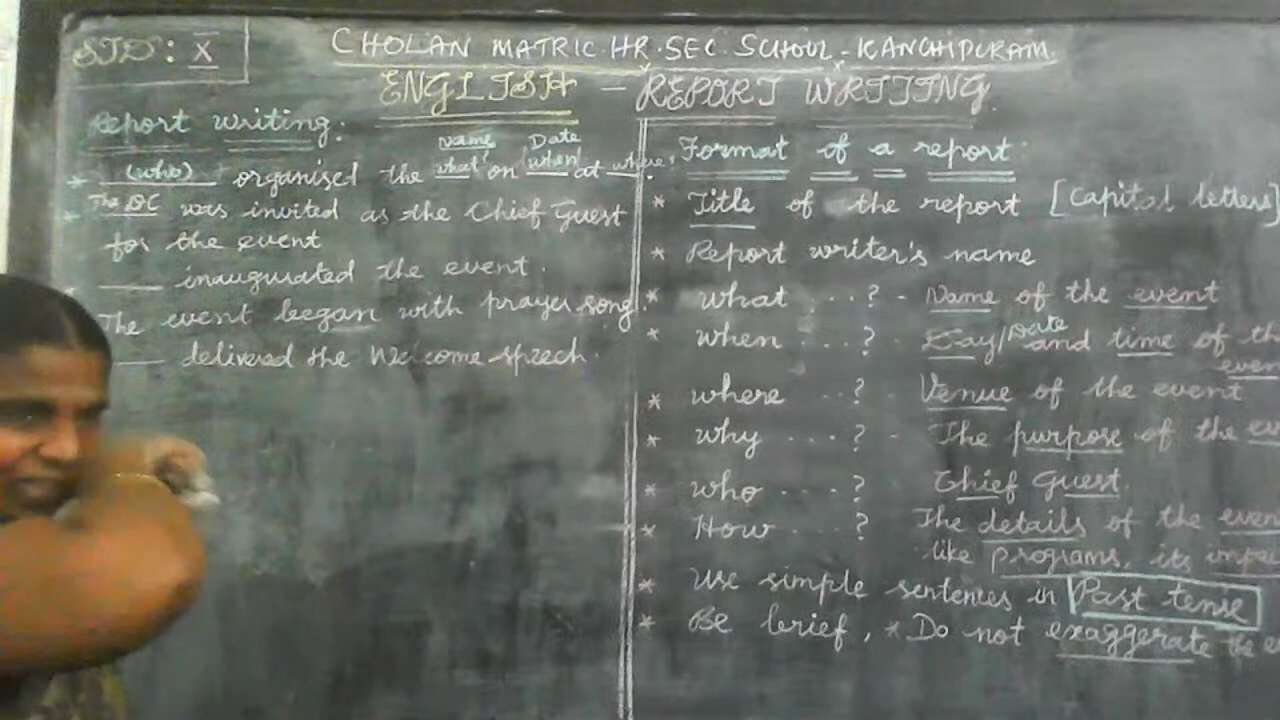 STD: X
CHOLAN MATRIC HR. SEC. SCHOOL - KANCHIPURAM.
ENGLISH - REPORT WRITING.
Report writing:
Name Date
* (who) organised the what on when at where.
* The DC was invited as the Chief Guest
for the event
* ____ inaugurated the event.
The event began with prayer song.
____ delivered the Welcome speech.
Format of a report:
* Title of the report [Capital letters]
* Report writer's name
* what ...? - Name of the event
* when ...? - Day/Date and time of the
event
* where ..? Venue of the event
* why ....? - The purpose of the
* who ....? Chief Guest.
* How ....? The details of the
like programs, its
* Use simple sentences in Past tense
* Be brief, * Do not exaggerate the